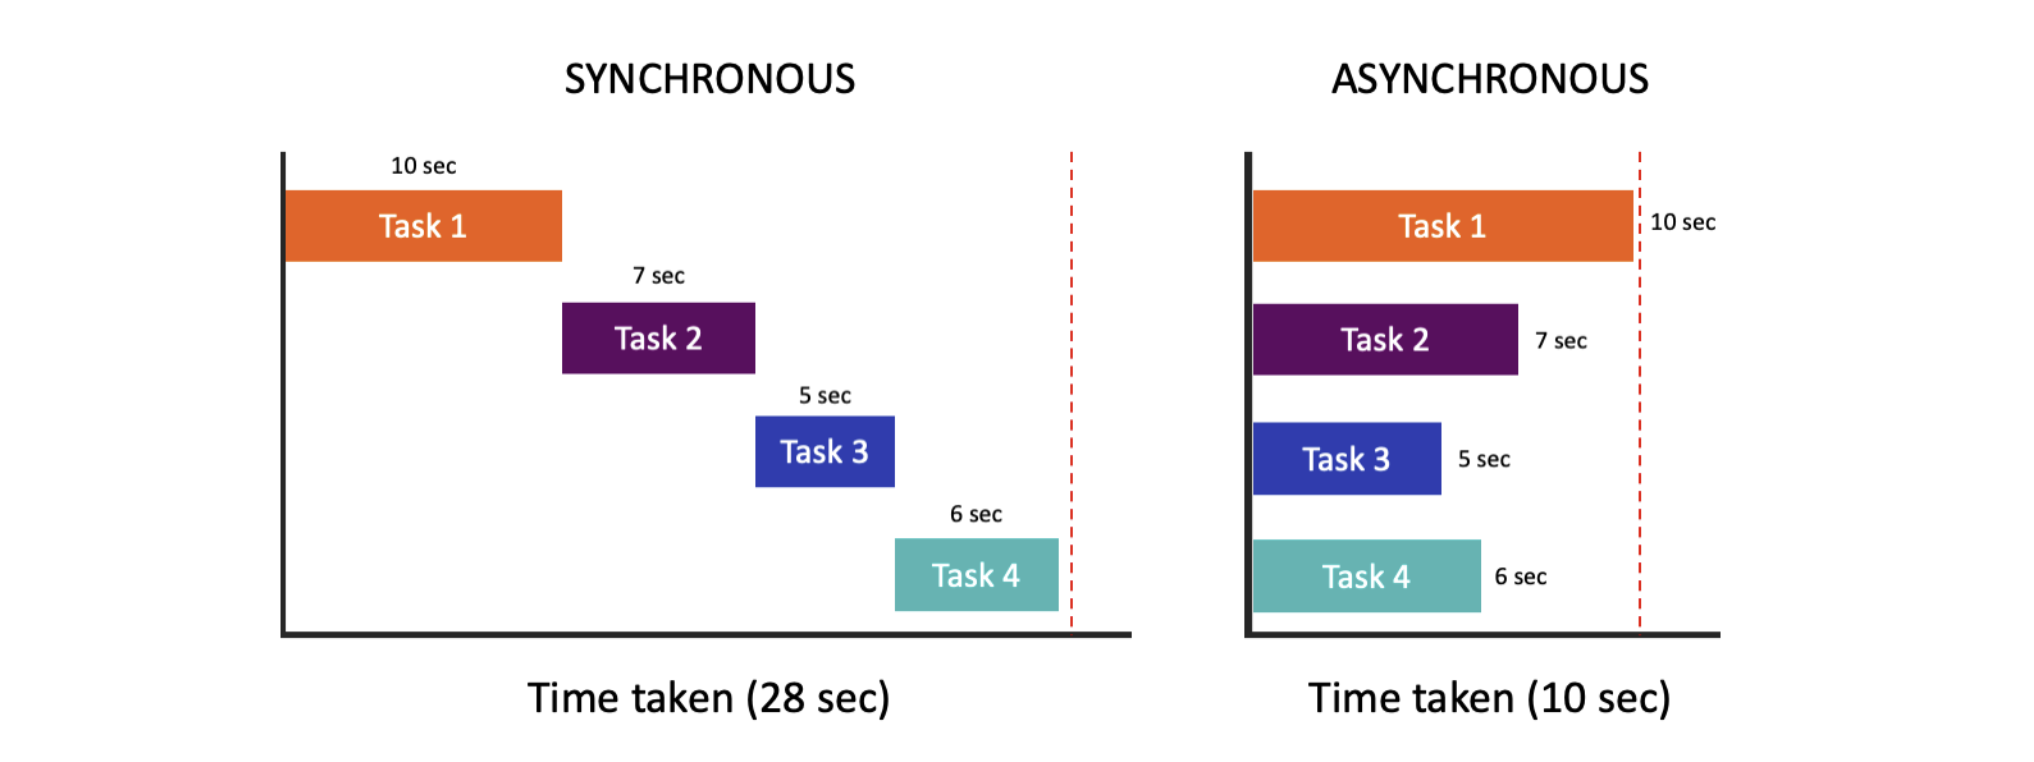 SYNCHRONOUS
10 sec
Task 1
7 sec
Task 2
5 sec
Task 3
6 sec
Task 4
Time taken (28 sec)
ASYNCHRONOUS
Task 1
10 sec
Task 2
7 sec
Task 3
5 sec
Task 4
6 sec
Time taken (10 sec)